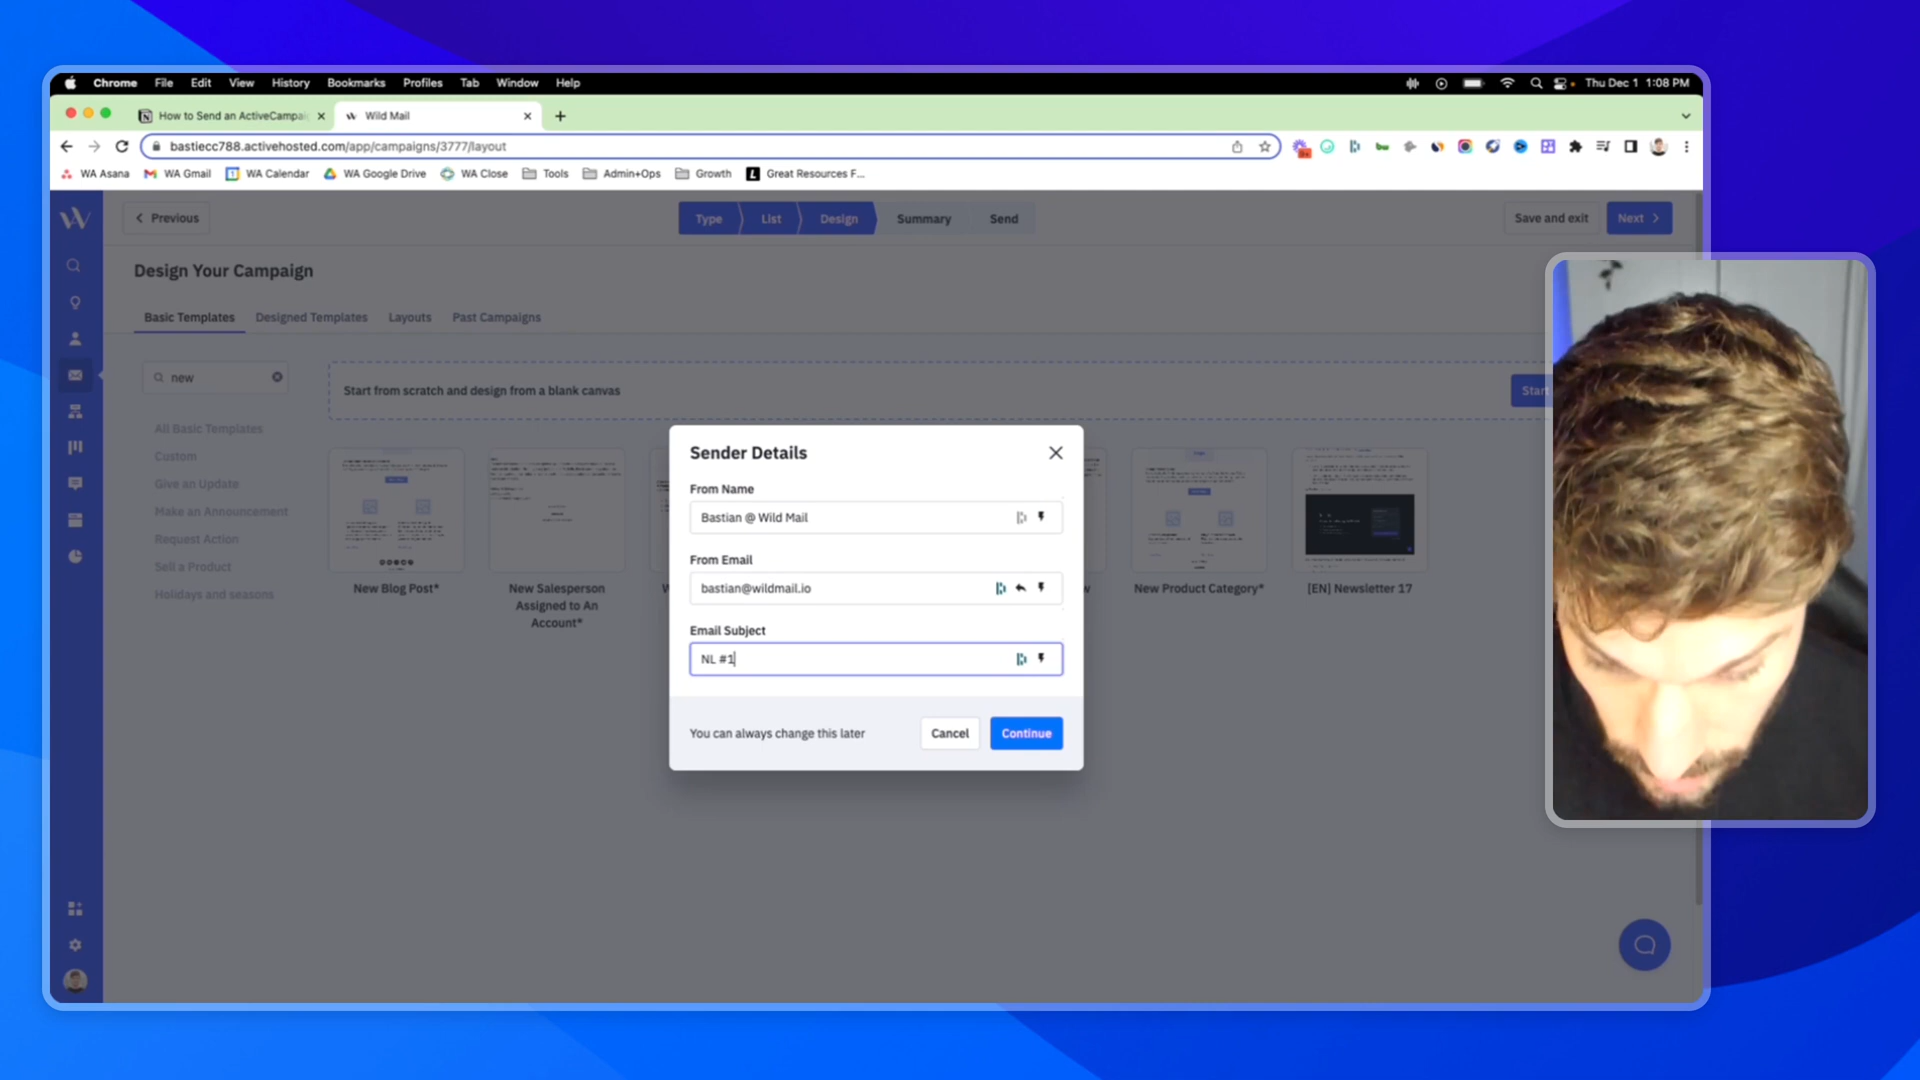 Chrome File Edit View History Bookmarks Profiles Tab Window Help
Thu Dec 1 1:08 PM
How to Send an ActiveCampai
Wild Mail
bastiecc788.activehosted.com/app/campaigns/3777/layout
WA Asana WA Gmail WA Calendar WA Google Drive WA Close Tools Admin+Ops Growth Great Resources F...
Previous
Type List Design Summary Send
Save and exit
Next
Design Your Campaign
Basic Templates Designed Templates Layouts Past Campaigns
new
Start from scratch and design from a blank canvas
Start
All Basic Templates
Custom
Give an Update
Make an Announcement
Request Action
Sell a Product
Holidays and seasons
New Blog Post*
New Salesperson
Assigned to An
Account*
New Product Category*
[EN] Newsletter 17
Sender Details
From Name
Bastian @ Wild Mail
From Email
bastian@wildmail.io
Email Subject
NL #1
You can always change this later
Cancel
Continue